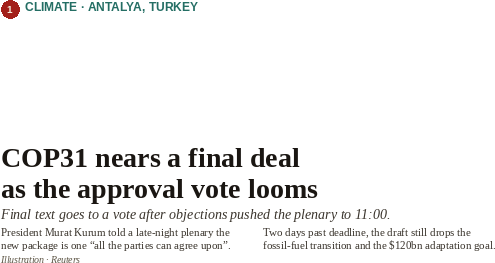 1 CLIMATE · ANTALYA, TURKEY
COP31 nears a final deal
as the approval vote looms
Final text goes to a vote after objections pushed the plenary to 11:00.
President Murat Kurum told a late-night plenary the
new package is one “all the parties can agree upon”.
Two days past deadline, the draft still drops the
fossil-fuel transition and the $120bn adaptation goal.
Illustration · Reuters